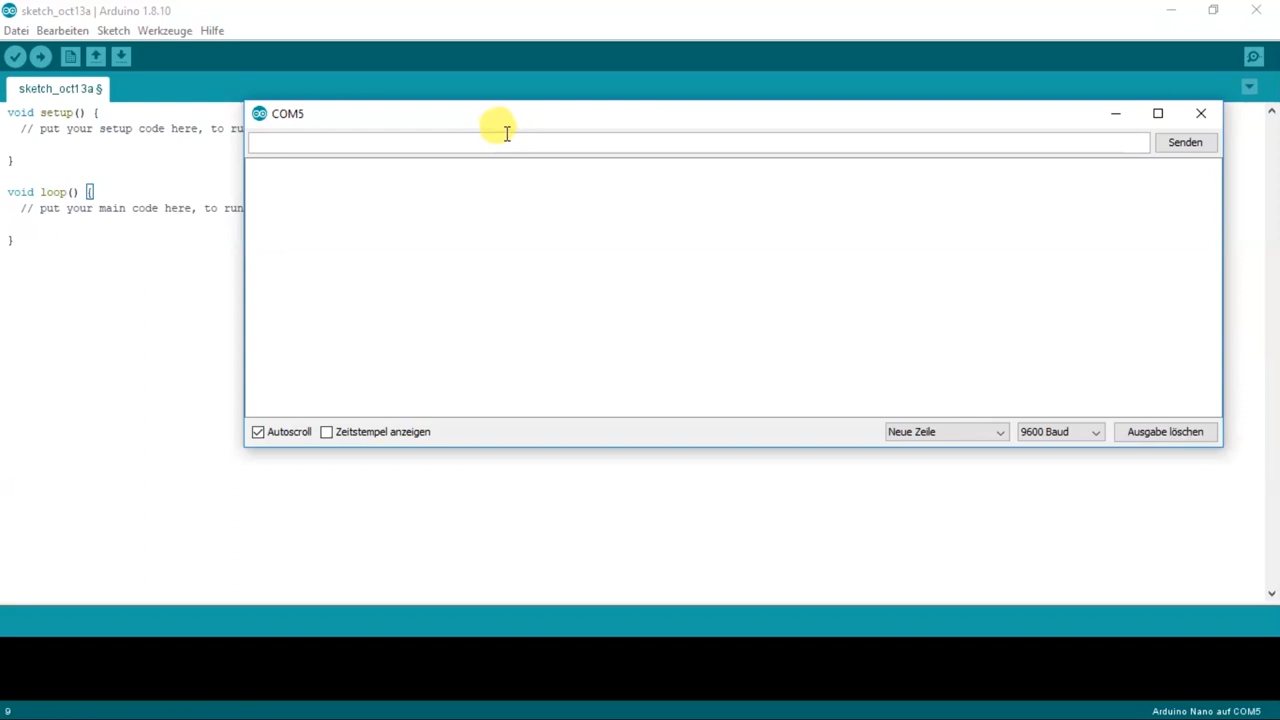 sketch_oct13a | Arduino 1.8.10
Datei Bearbeiten Sketch Werkzeuge Hilfe
sketch_oct13a §
void setup() {
// put your setup code here, to ru
}
void loop() {
// put your main code here, to run
}
COM5
Senden
Autoscroll Zeitstempel anzeigen Neue Zeile 9600 Baud Ausgabe löschen
9 Arduino Nano auf COM5